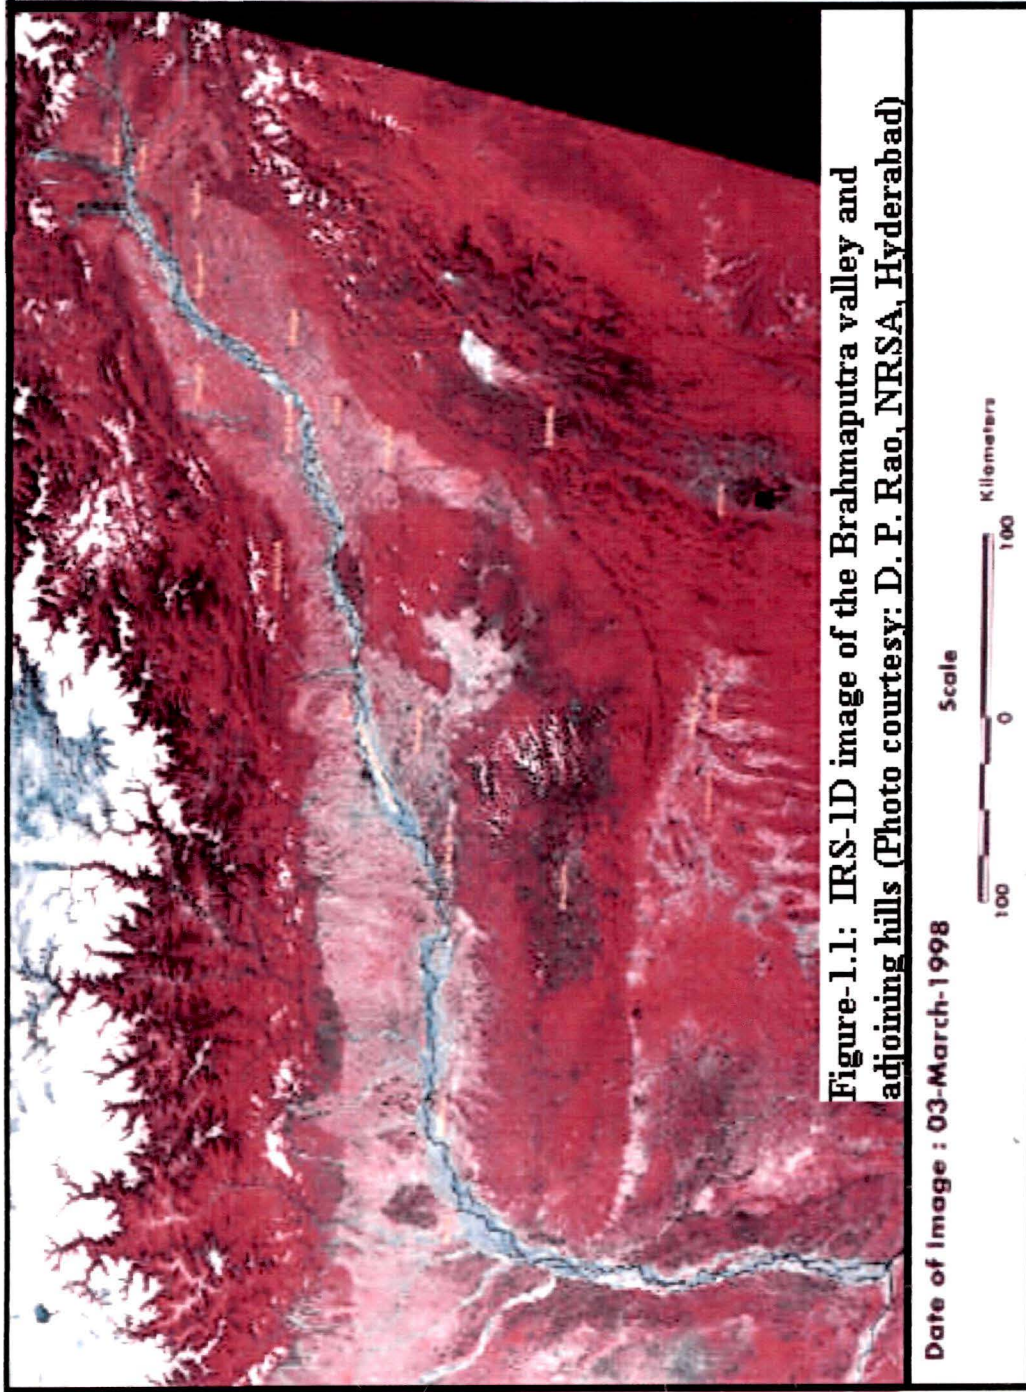 Figure-1.1: IRS-1D image of the Brahmaputra valley and
adjoining hills (Photo courtesy: D. P. Rao, NRSA, Hyderabad)
Date of Image : 03-March-1998
Scale
100 0 100 Kilometers